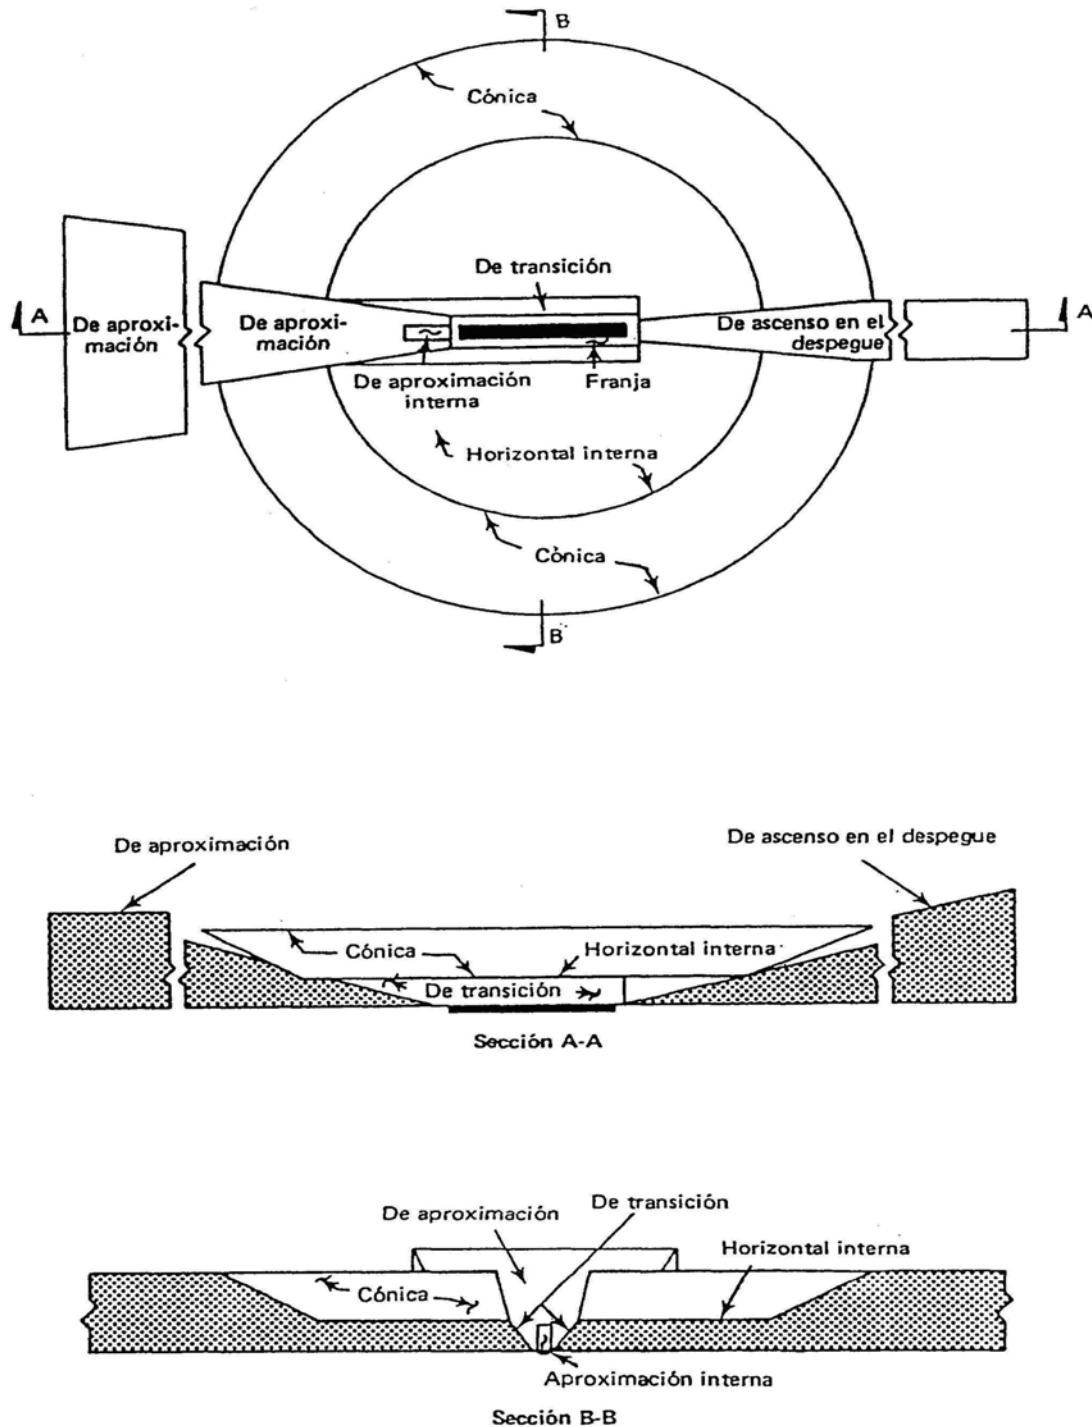 B
Cónica
De transición
A
De aproxi-
mación
De aproxi-
mación
De ascenso en el
despegue
A
De aproximación
interna
Franja
Horizontal interna
Cónica
B
De aproximación
De ascenso en el despegue
Cónica
Horizontal interna
De transición
Sección A-A
De transición
De aproximación
Horizontal interna
Cónica
Aproximación interna
Sección B-B